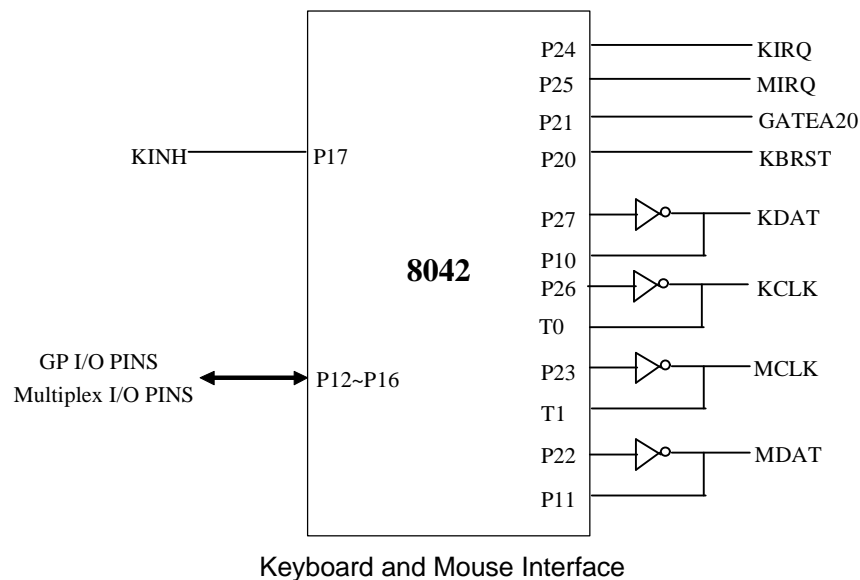 P24 KIRQ
P25 MIRQ
P21 GATEA20
KINH P17 P20 KBRST
P27 KDAT
8042
P10
P26 KCLK
T0
GP I/O PINS
Multiplex I/O PINS
P12~P16
P23 MCLK
T1
P22 MDAT
P11
Keyboard and Mouse Interface